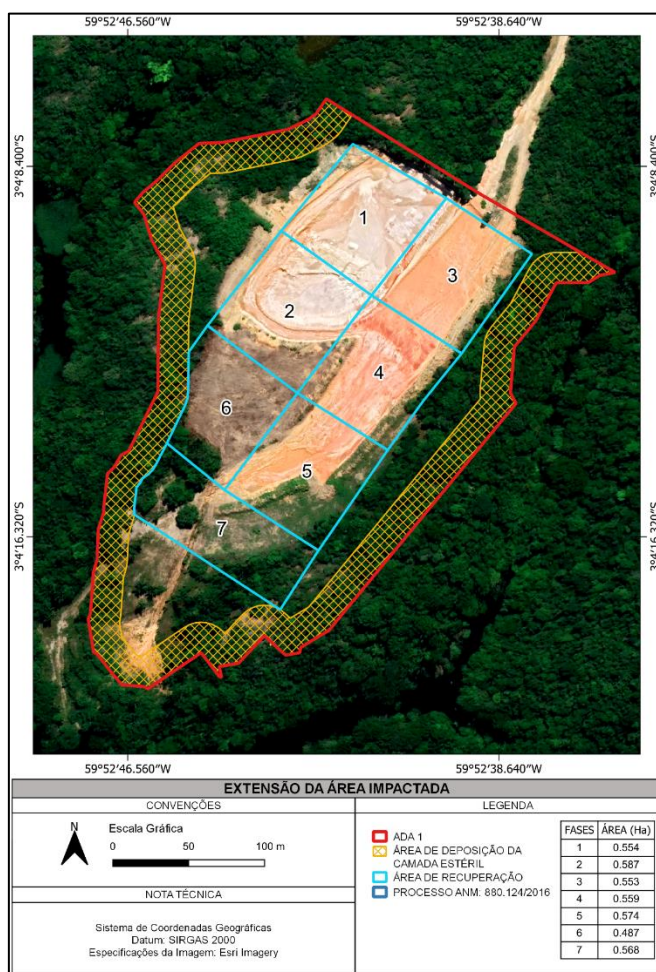 59°52'46.560"W 59°52'38.640"W
3°4'8.400"S 3°4'8.400"S
1
3
2
4
6
5
7
3°4'16.320"S 3°4'16.320"S
59°52'46.560"W 59°52'38.640"W
EXTENSÃO DA ÁREA IMPACTADA
CONVENÇÕES
N
Escala Gráfica
0 50 100 m
NOTA TÉCNICA
Sistema de Coordenadas Geográficas
Datum: SIRGAS 2000
Especificações da Imagem: Esri Imagery
LEGENDA
ADA 1
ÁREA DE DEPOSIÇÃO DA
CAMADA ESTÉRIL
ÁREA DE RECUPERAÇÃO
PROCESSO ANM: 880.124/2016
FASES ÁREA (Ha)
1 0.554
2 0.587
3 0.553
4 0.559
5 0.574
6 0.487
7 0.568